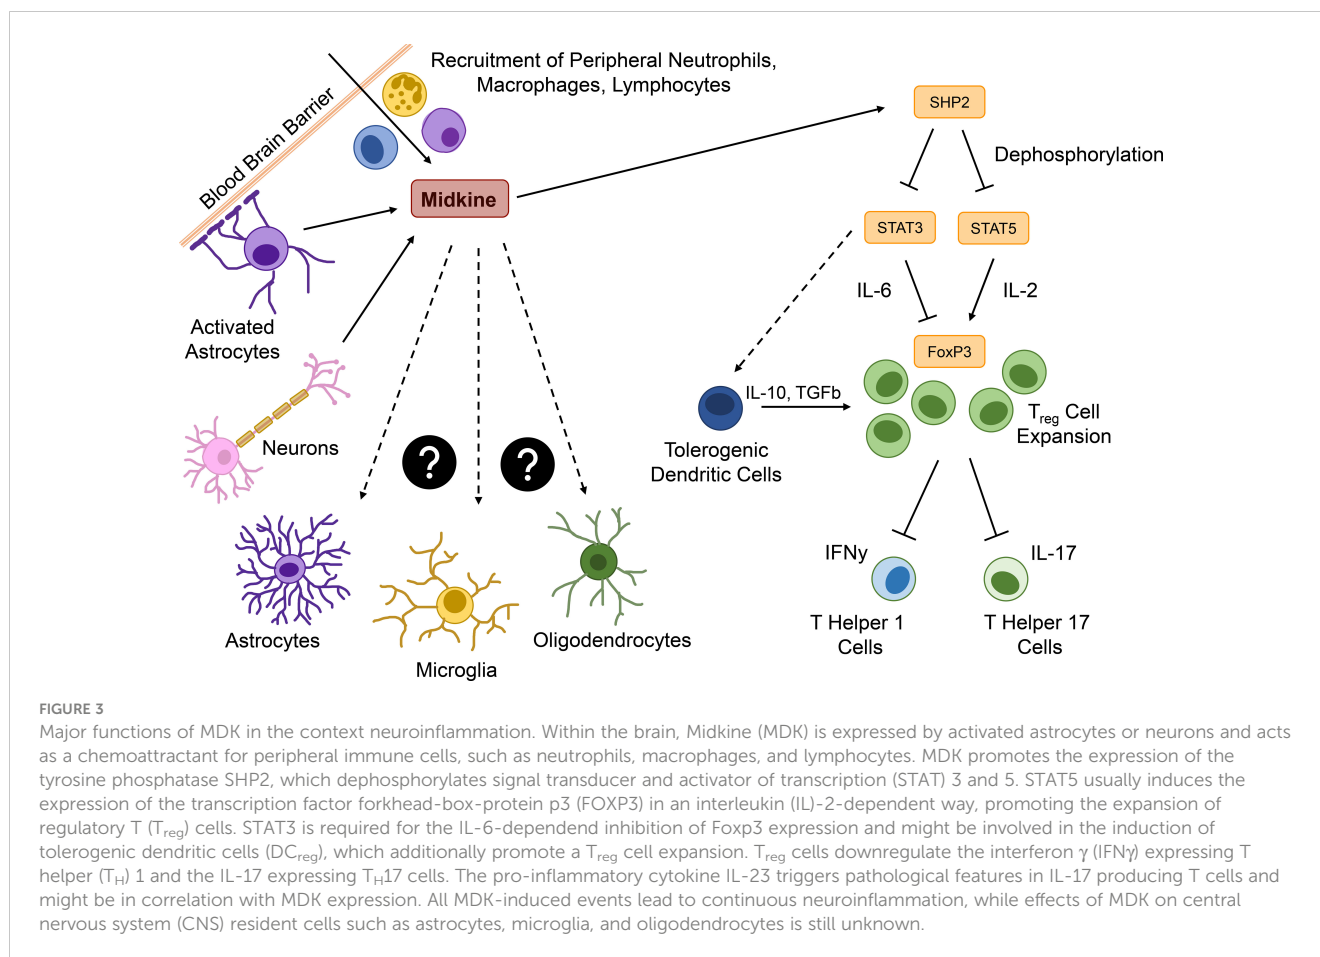 Recruitment of Peripheral Neutrophils,
Macrophages, Lymphocytes
Blood Brain Barrier
Midkine
Activated
Astrocytes
Neurons
?
?
Astrocytes
Microglia
Oligodendrocytes
SHP2
Dephosphorylation
STAT3
STAT5
IL-6
IL-2
FoxP3
IL-10, TGFb
Tolerogenic
Dendritic Cells
Treg Cell
Expansion
IFNy
IL-17
T Helper 1
Cells
T Helper 17
Cells
FIGURE 3
Major functions of MDK in the context neuroinflammation. Within the brain, Midkine (MDK) is expressed by activated astrocytes or neurons and acts
as a chemoattractant for peripheral immune cells, such as neutrophils, macrophages, and lymphocytes. MDK promotes the expression of the
tyrosine phosphatase SHP2, which dephosphorylates signal transducer and activator of transcription (STAT) 3 and 5. STAT5 usually induces the
expression of the transcription factor forkhead-box-protein p3 (FOXP3) in an interleukin (IL)-2-dependent way, promoting the expansion of
regulatory T (Treg) cells. STAT3 is required for the IL-6-dependend inhibition of Foxp3 expression and might be involved in the induction of
tolerogenic dendritic cells (DCreg), which additionally promote a Treg cell expansion. Treg cells downregulate the interferon γ (IFNγ) expressing T
helper (TH) 1 and the IL-17 expressing TH17 cells. The pro-inflammatory cytokine IL-23 triggers pathological features in IL-17 producing T cells and
might be in correlation with MDK expression. All MDK-induced events lead to continuous neuroinflammation, while effects of MDK on central
nervous system (CNS) resident cells such as astrocytes, microglia, and oligodendrocytes is still unknown.